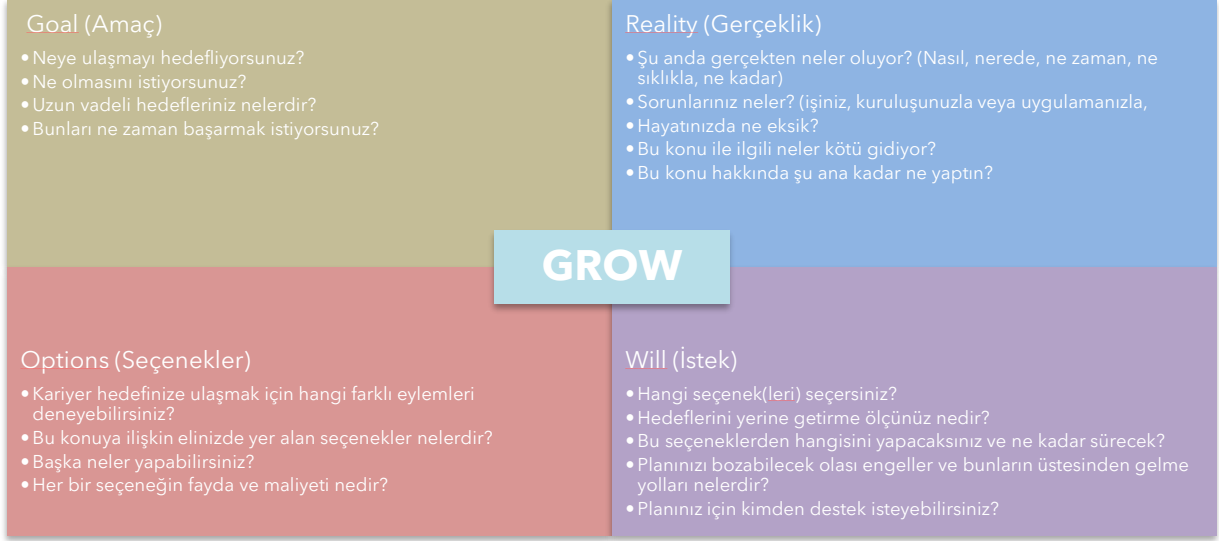 Goal (Amaç)
• Neye ulaşmayı hedefliyorsunuz?
• Ne olmasını istiyorsunuz?
• Uzun vadeli hedefleriniz nelerdir?
• Bunları ne zaman başarmak istiyorsunuz?
Reality (Gerçeklik)
• Şu anda gerçekten neler oluyor? (Nasıl, nerede, ne zaman, ne
sıklıkla, ne kadar)
• Sorunlarınız neler? (işiniz, kuruluşunuzla veya uygulamanızla,
• Hayatınızda ne eksik?
• Bu konu ile ilgili neler kötü gidiyor?
• Bu konu hakkında şu ana kadar ne yaptın?
GROW
Options (Seçenekler)
• Kariyer hedefinize ulaşmak için hangi farklı eylemleri
deneyebilirsiniz?
• Bu konuya ilişkin elinizde yer alan seçenekler nelerdir?
• Başka neler yapabilirsiniz?
• Her bir seçeneğin fayda ve maliyeti nedir?
Will (İstek)
• Hangi seçenek(leri) seçersiniz?
• Hedeflerini yerine getirme ölçünüz nedir?
• Bu seçeneklerden hangisini yapacaksınız ve ne kadar sürecek?
• Planınızı bozabilecek olası engeller ve bunların üstesinden gelme
yolları nelerdir?
• Planınız için kimden destek isteyebilirsiniz?